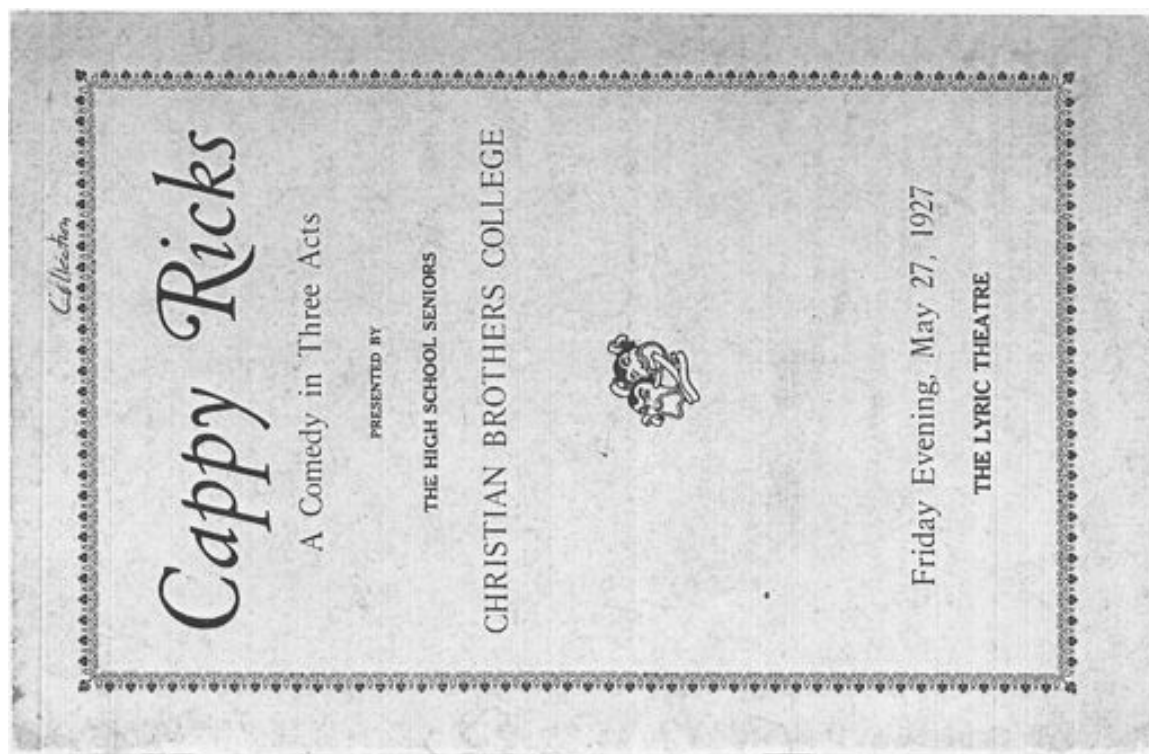 Collection
Cappy Ricks
A Comedy in Three Acts
PRESENTED BY
THE HIGH SCHOOL SENIORS
CHRISTIAN BROTHERS COLLEGE
Friday Evening, May 27, 1927
THE LYRIC THEATRE